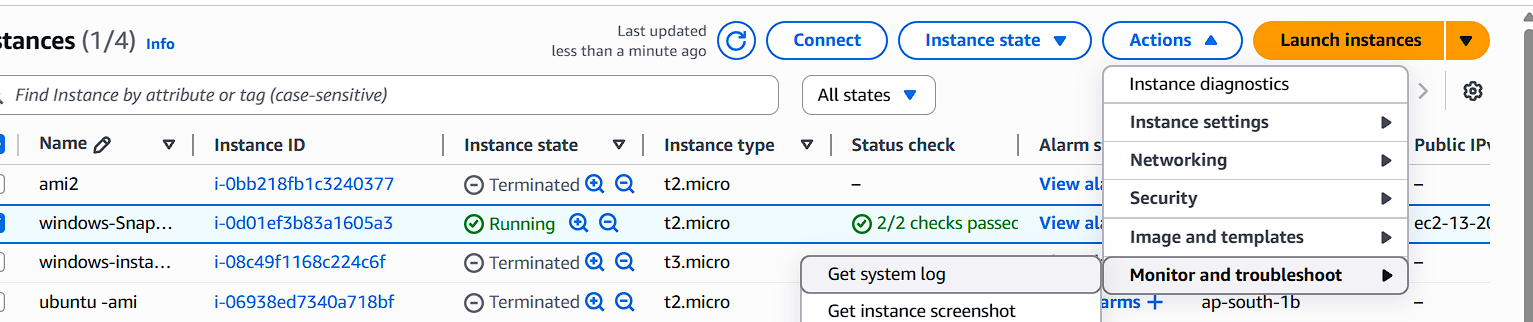 stances (1/4) Info
Last updated
less than a minute ago
Connect
Instance state
Actions
Launch instances
Find Instance by attribute or tag (case-sensitive)
All states
Instance diagnostics
Instance settings
Networking
Security
Image and templates
Monitor and troubleshoot
Get system log
Get instance screenshot
Name Instance ID Instance state Instance type Status check Alarm s Public IPv
ami2 i-0bb218fb1c3240377 Terminated t2.micro – View ala –
windows-Snap... i-0d01ef3b83a1605a3 Running t2.micro 2/2 checks passec View ala ec2-13-20
windows-insta... i-08c49f1168c224c6f Terminated t3.micro –
ubuntu -ami i-06938ed7340a718bf Terminated t2.micro arms + ap-south-1b –